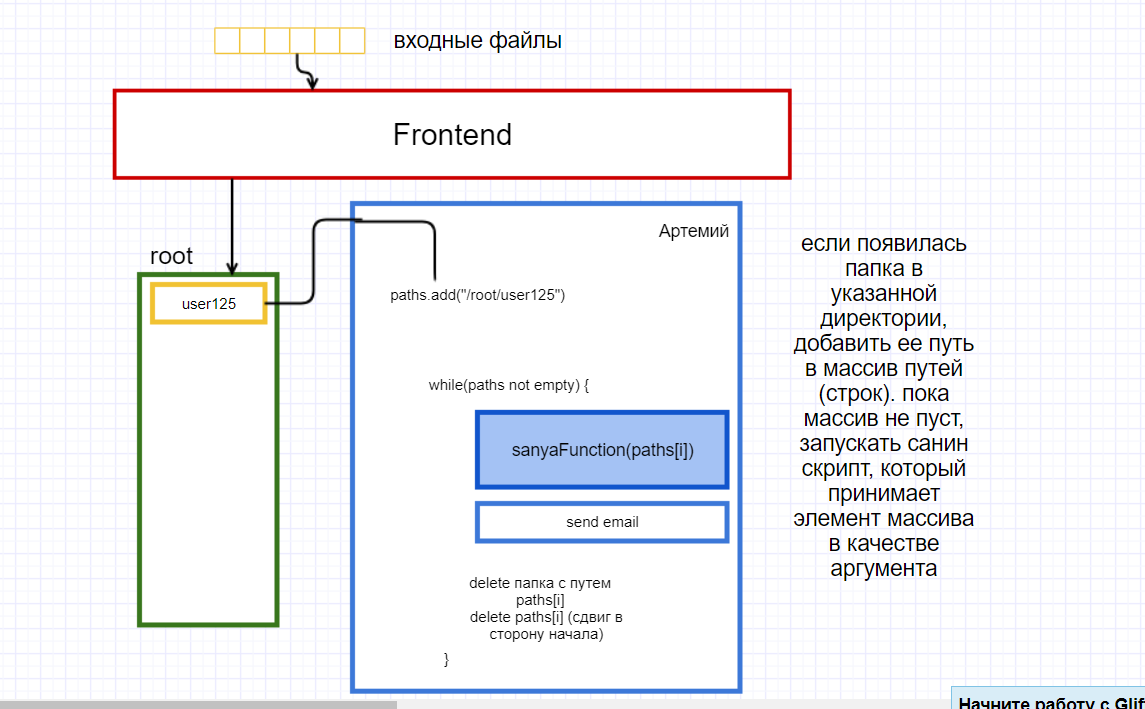 входные файлы
Frontend
root
user125
Артемий
paths.add("/root/user125")
while(paths not empty) {
sanyaFunction(paths[i])
send email
delete папка с путем
paths[i]
delete paths[i] (сдвиг в
сторону начала)
}
если появилась
папка в
указанной
директории,
добавить ее путь
в массив путей
(строк). пока
массив не пуст,
запускать санин
скрипт, который
принимает
элемент массива
в качестве
аргумента
Начните работу с Glif